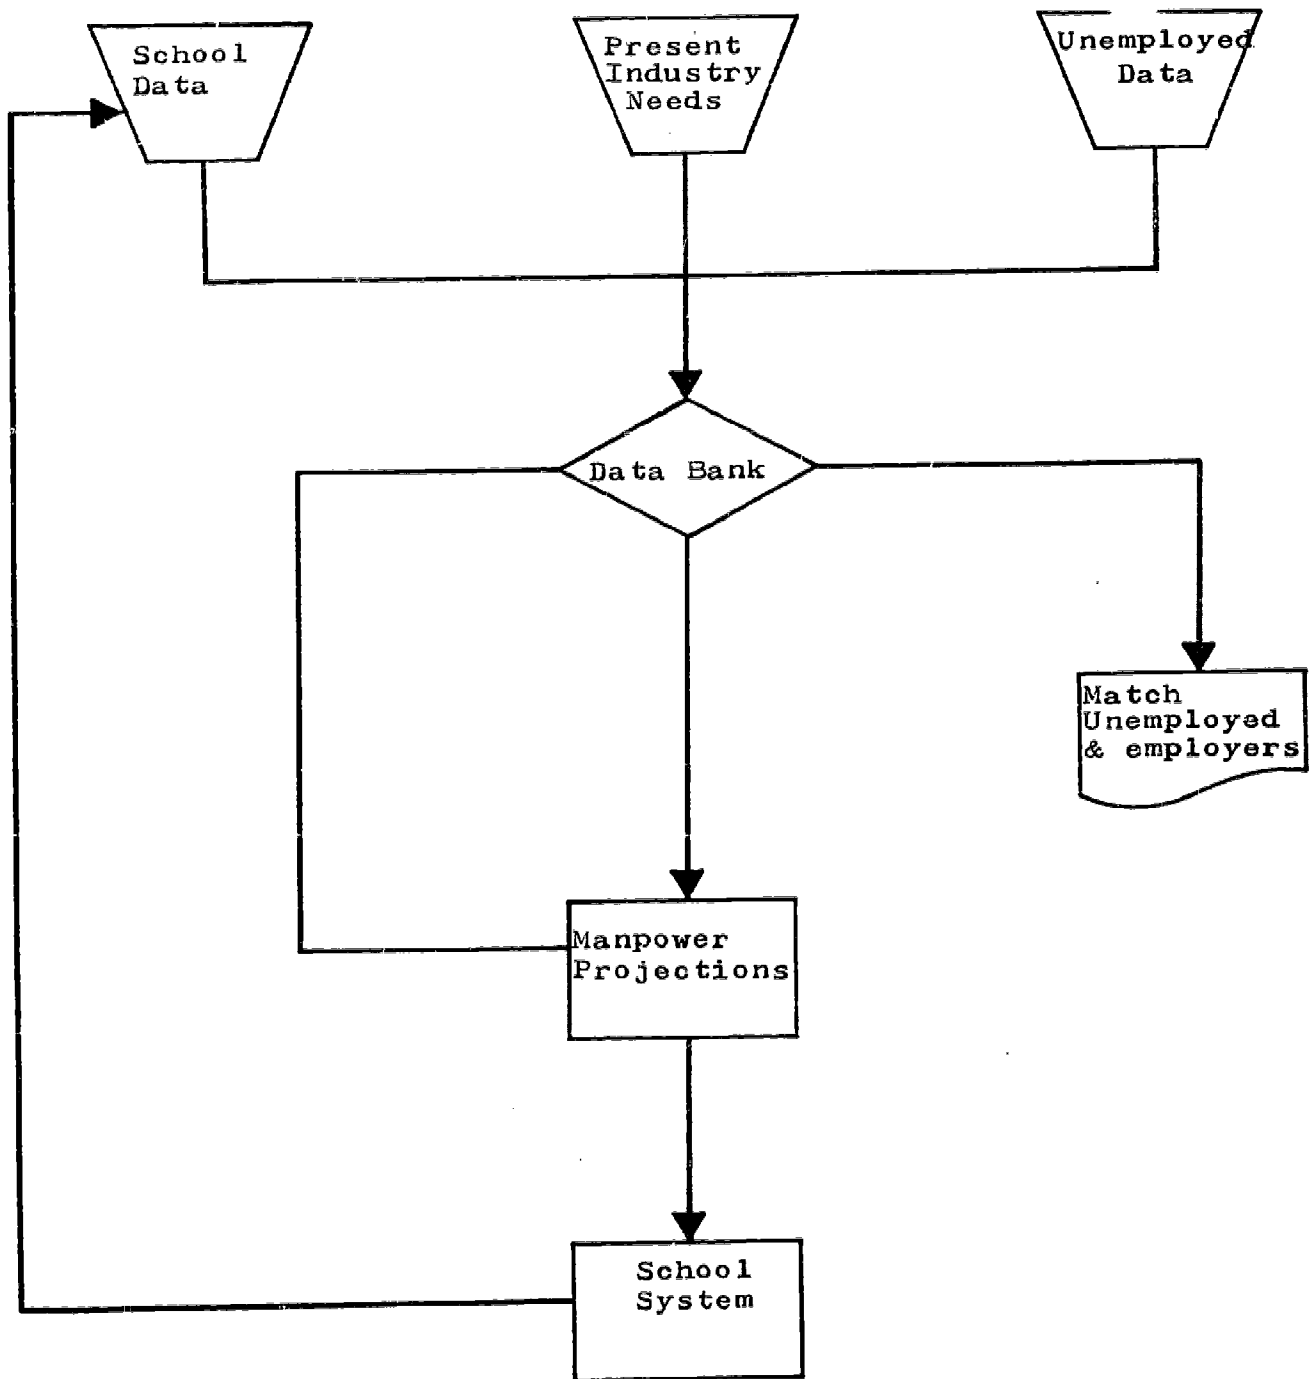 School
Data
Present
Industry
Needs
Unemployed
Data
Data Bank
Match
Unemployed
& employers
Manpower
Projections
School
System